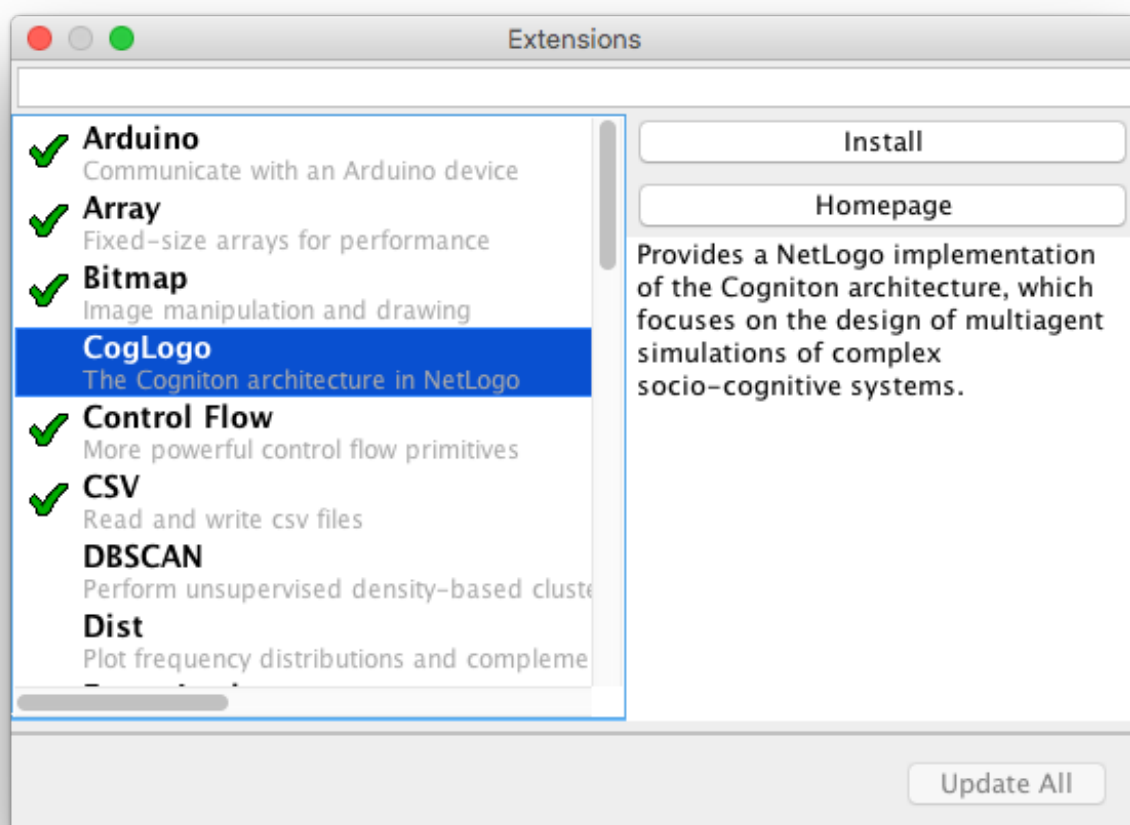 Extensions
Arduino
Communicate with an Arduino device
Array
Fixed-size arrays for performance
Bitmap
Image manipulation and drawing
CogLogo
The Cogniton architecture in NetLogo
Control Flow
More powerful control flow primitives
CSV
Read and write csv files
DBSCAN
Perform unsupervised density-based cluste
Dist
Plot frequency distributions and compleme
Install
Homepage
Provides a NetLogo implementation
of the Cogniton architecture, which
focuses on the design of multiagent
simulations of complex
socio-cognitive systems.
Update All